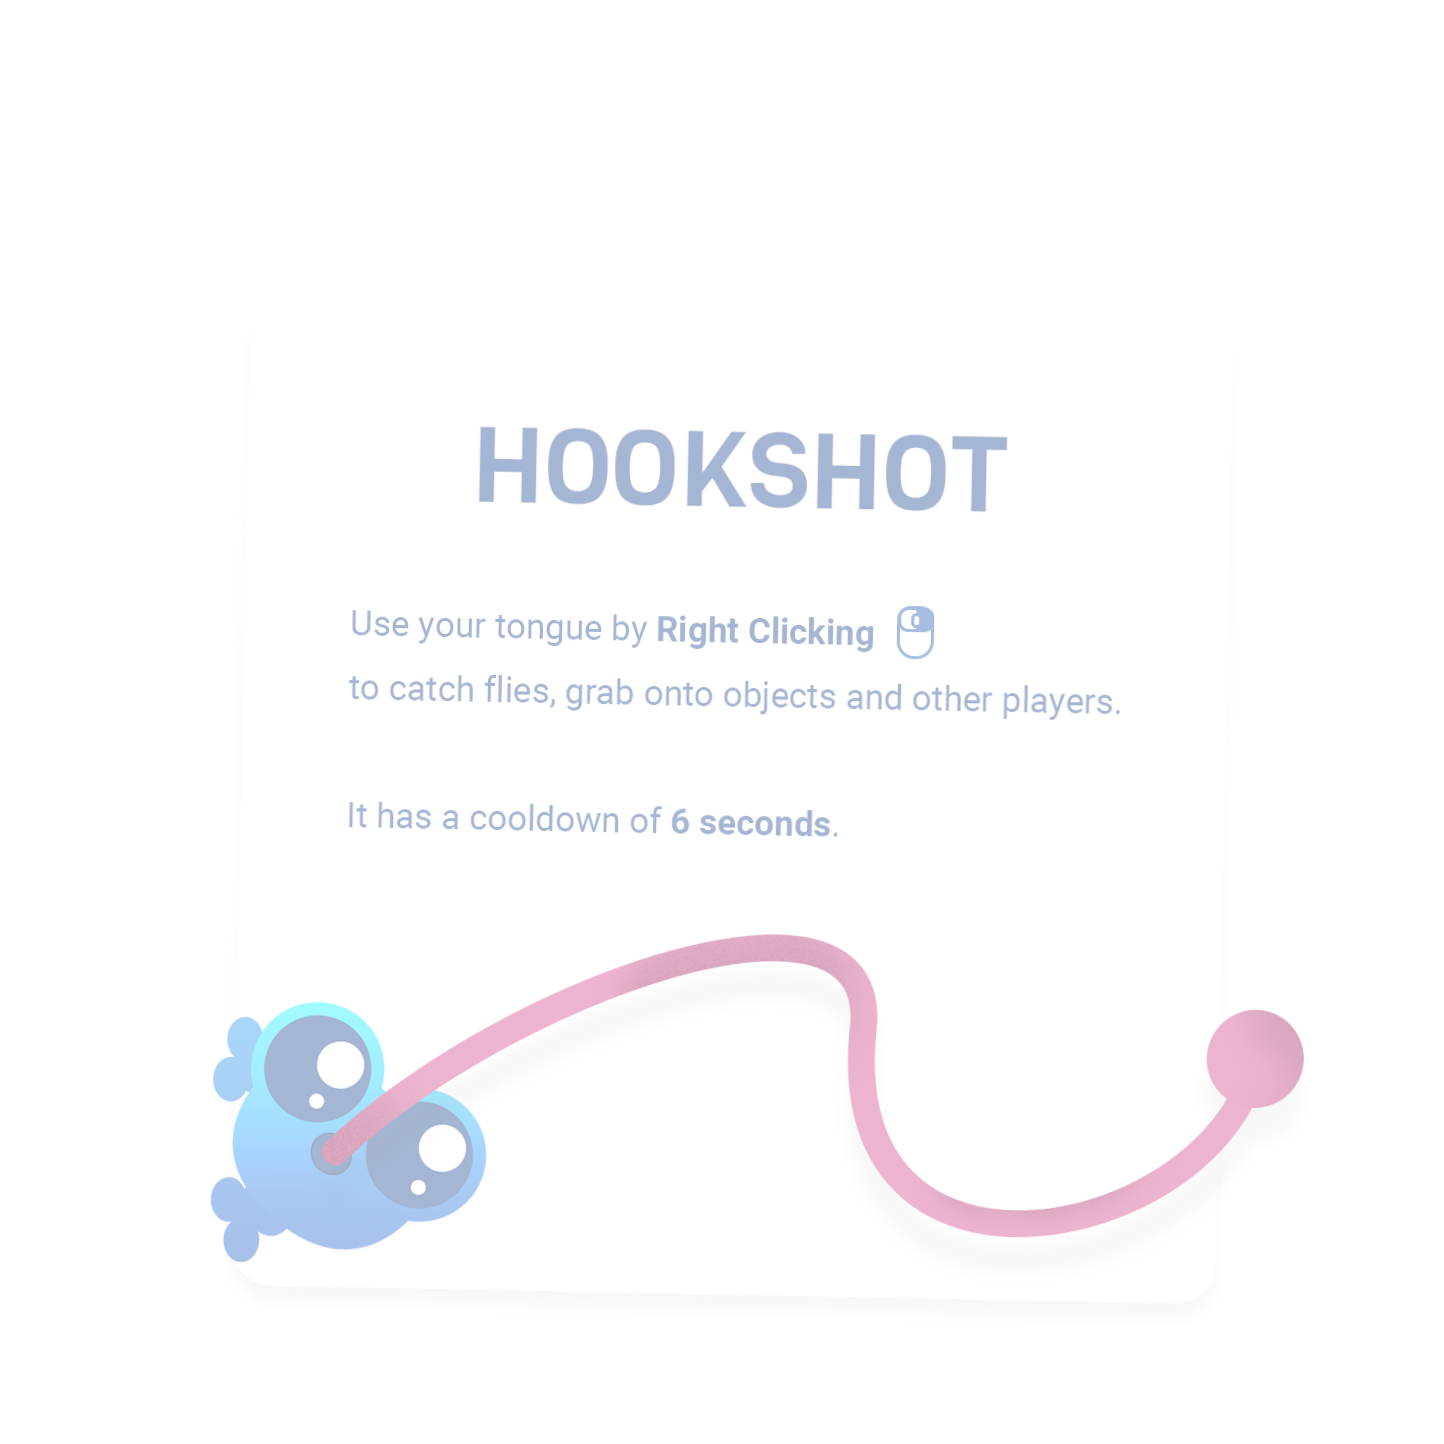 HOOKSHOT
Use your tongue by Right Clicking
to catch flies, grab onto objects and other players.
It has a cooldown of 6 seconds.